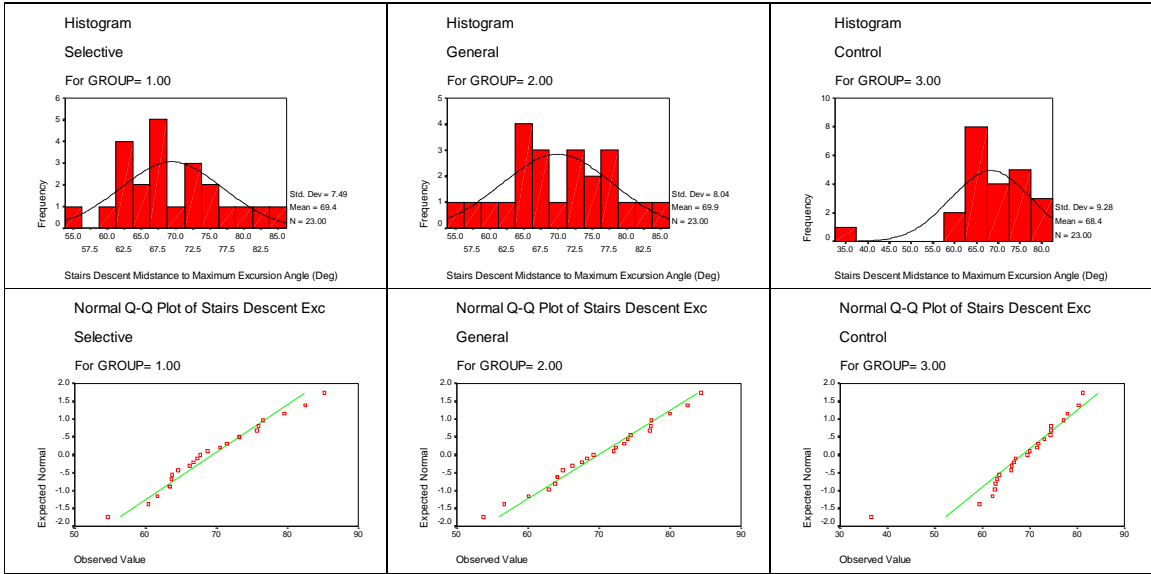 Histogram
Selective
For GROUP= 1.00
6
5
4
3
2
1
0
Frequency
Std. Dev = 7.49
Mean = 69.4
N = 23.00
55.0 60.0 65.0 70.0 75.0 80.0 85.0
57.5 62.5 67.5 72.5 77.5 82.5
Stairs Descent Midstance to Maximum Excursion Angle (Deg)
Histogram
General
For GROUP= 2.00
5
4
3
2
1
0
Frequency
Std. Dev = 8.04
Mean = 69.9
N = 23.00
55.0 60.0 65.0 70.0 75.0 80.0 85.0
57.5 62.5 67.5 72.5 77.5 82.5
Stairs Descent Midstance to Maximum Excursion Angle (Deg)
Histogram
Control
For GROUP= 3.00
10
8
6
4
2
0
Frequency
Std. Dev = 9.28
Mean = 68.4
N = 23.00
35.0 40.0 45.0 50.0 55.0 60.0 65.0 70.0 75.0 80.0
Stairs Descent Midstance to Maximum Excursion Angle (Deg)
Normal Q-Q Plot of Stairs Descent Exc
Selective
For GROUP= 1.00
2.0
1.5
1.0
.5
0.0
-.5
-1.0
-1.5
-2.0
Expected Normal
50 60 70 80 90
Observed Value
Normal Q-Q Plot of Stairs Descent Exc
General
For GROUP= 2.00
2.0
1.5
1.0
.5
0.0
-.5
-1.0
-1.5
-2.0
Expected Normal
50 60 70 80 90
Observed Value
Normal Q-Q Plot of Stairs Descent Exc
Control
For GROUP= 3.00
2.0
1.5
1.0
.5
0.0
-.5
-1.0
-1.5
-2.0
Expected Normal
30 40 50 60 70 80 90
Observed Value